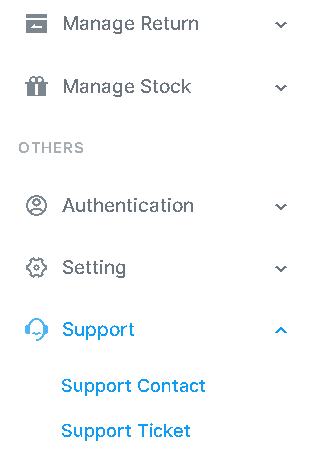 Manage Return
Manage Stock
OTHERS
Authentication
Setting
Support
Support Contact
Support Ticket